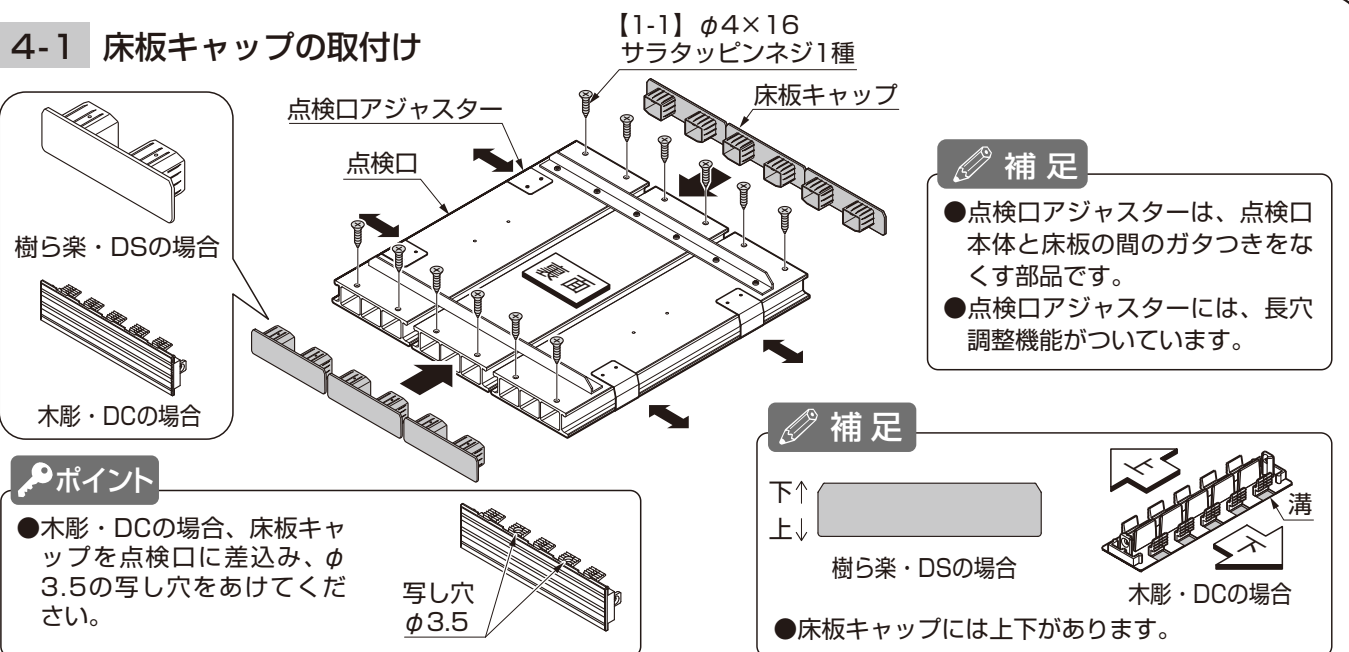 4-1 床板キャップの取付け
【1-1】φ4×16
サラタッピンネジ1種
床板キャップ
点検口アジャスター
点検口
裏面
樹ら楽・DSの場合
木彫・DCの場合
補足
●点検口アジャスターは、点検口
本体と床板の間のガタつきをな
くす部品です。
●点検口アジャスターには、長穴
調整機能がついています。
ポイント
●木彫・DCの場合、床板キャ
ップを点検口に差込み、φ
3.5の写し穴をあけてくだ
さい。
写し穴
φ3.5
補足
下↑
上↓
樹ら楽・DSの場合
上
下
溝
木彫・DCの場合
●床板キャップには上下があります。